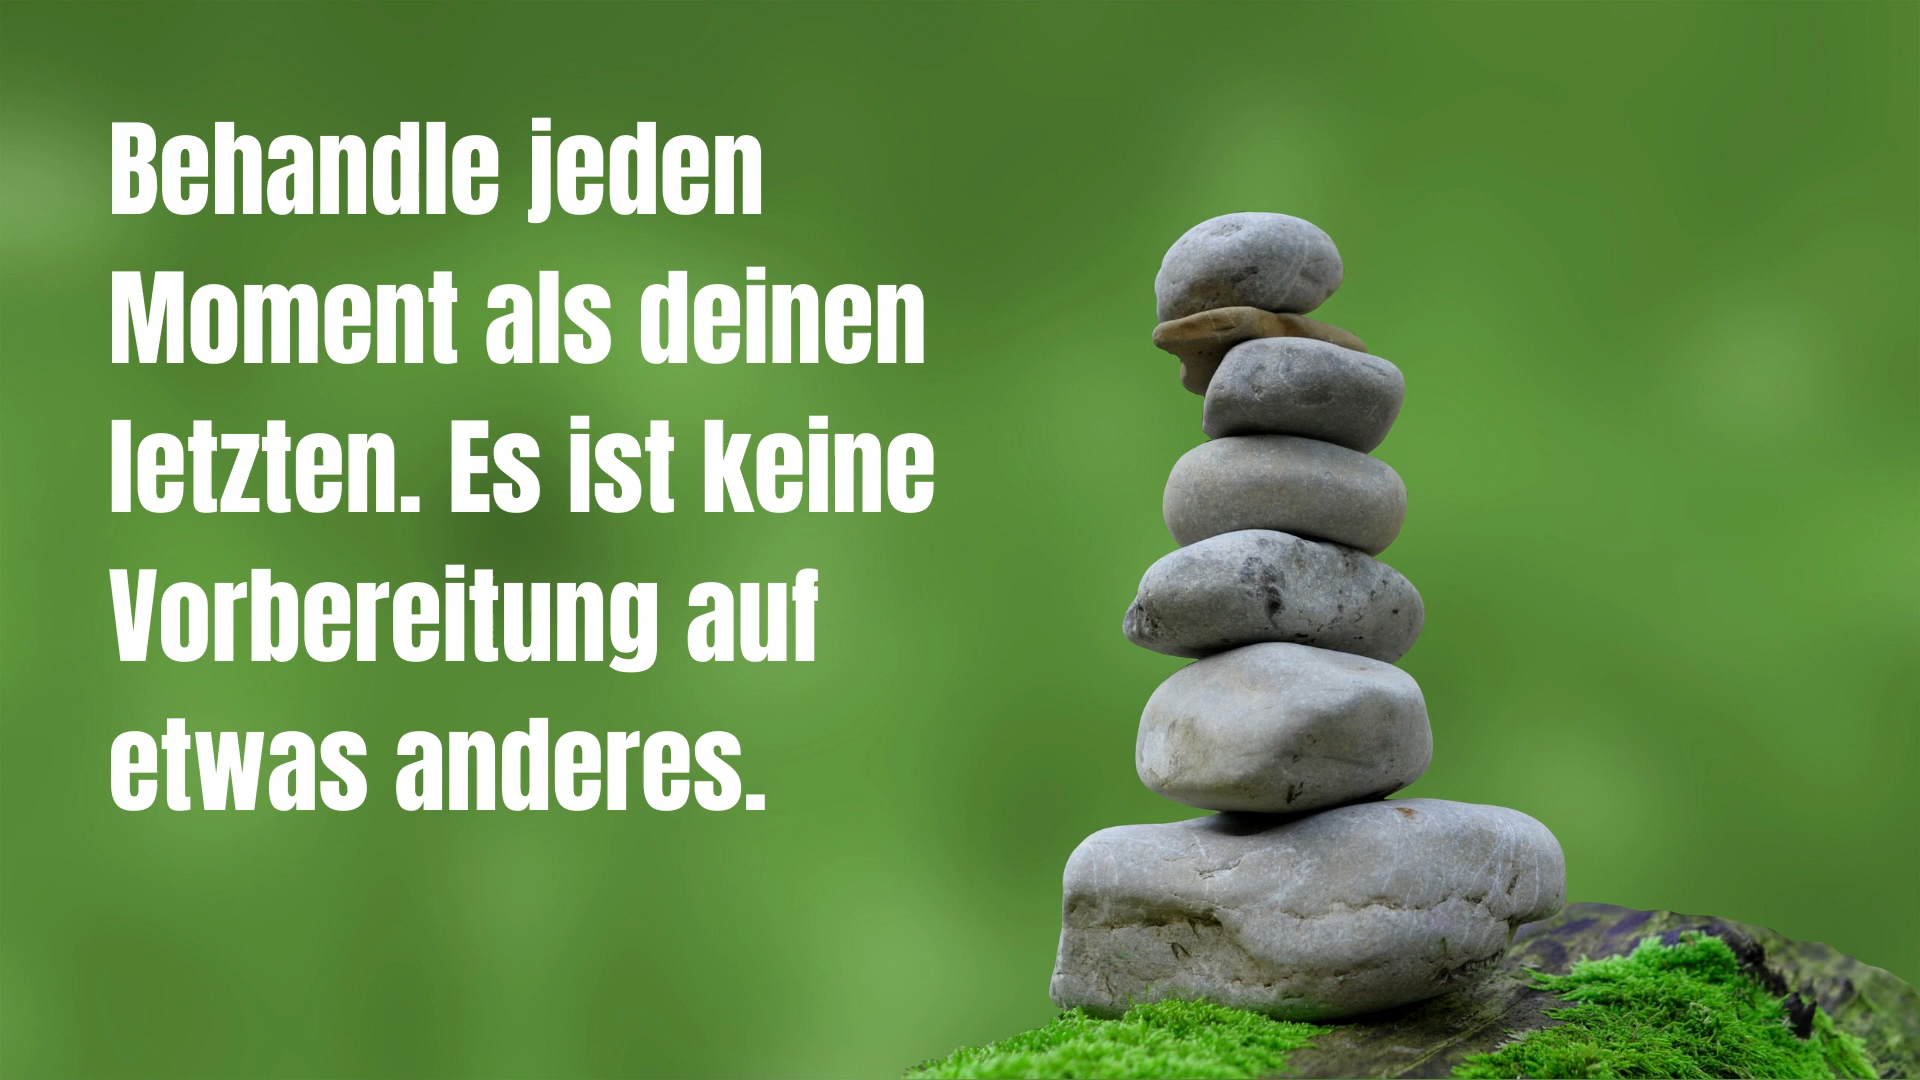 Behandle jeden
Moment als deinen
letzten. Es ist keine
Vorbereitung auf
etwas anderes.